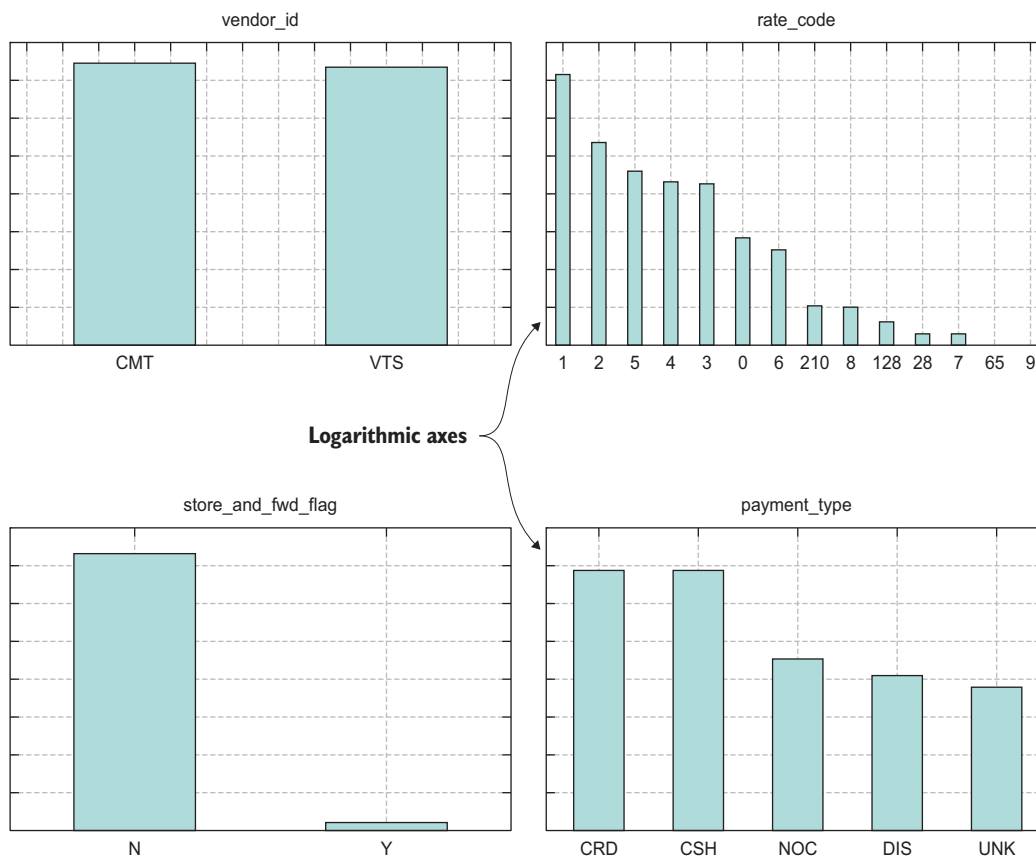 vendor_id
CMT VTS
rate_code
1 2 5 4 3 0 6 210 8 128 28 7 65 9
Logarithmic axes
store_and_fwd_flag
N Y
payment_type
CRD CSH NOC DIS UNK